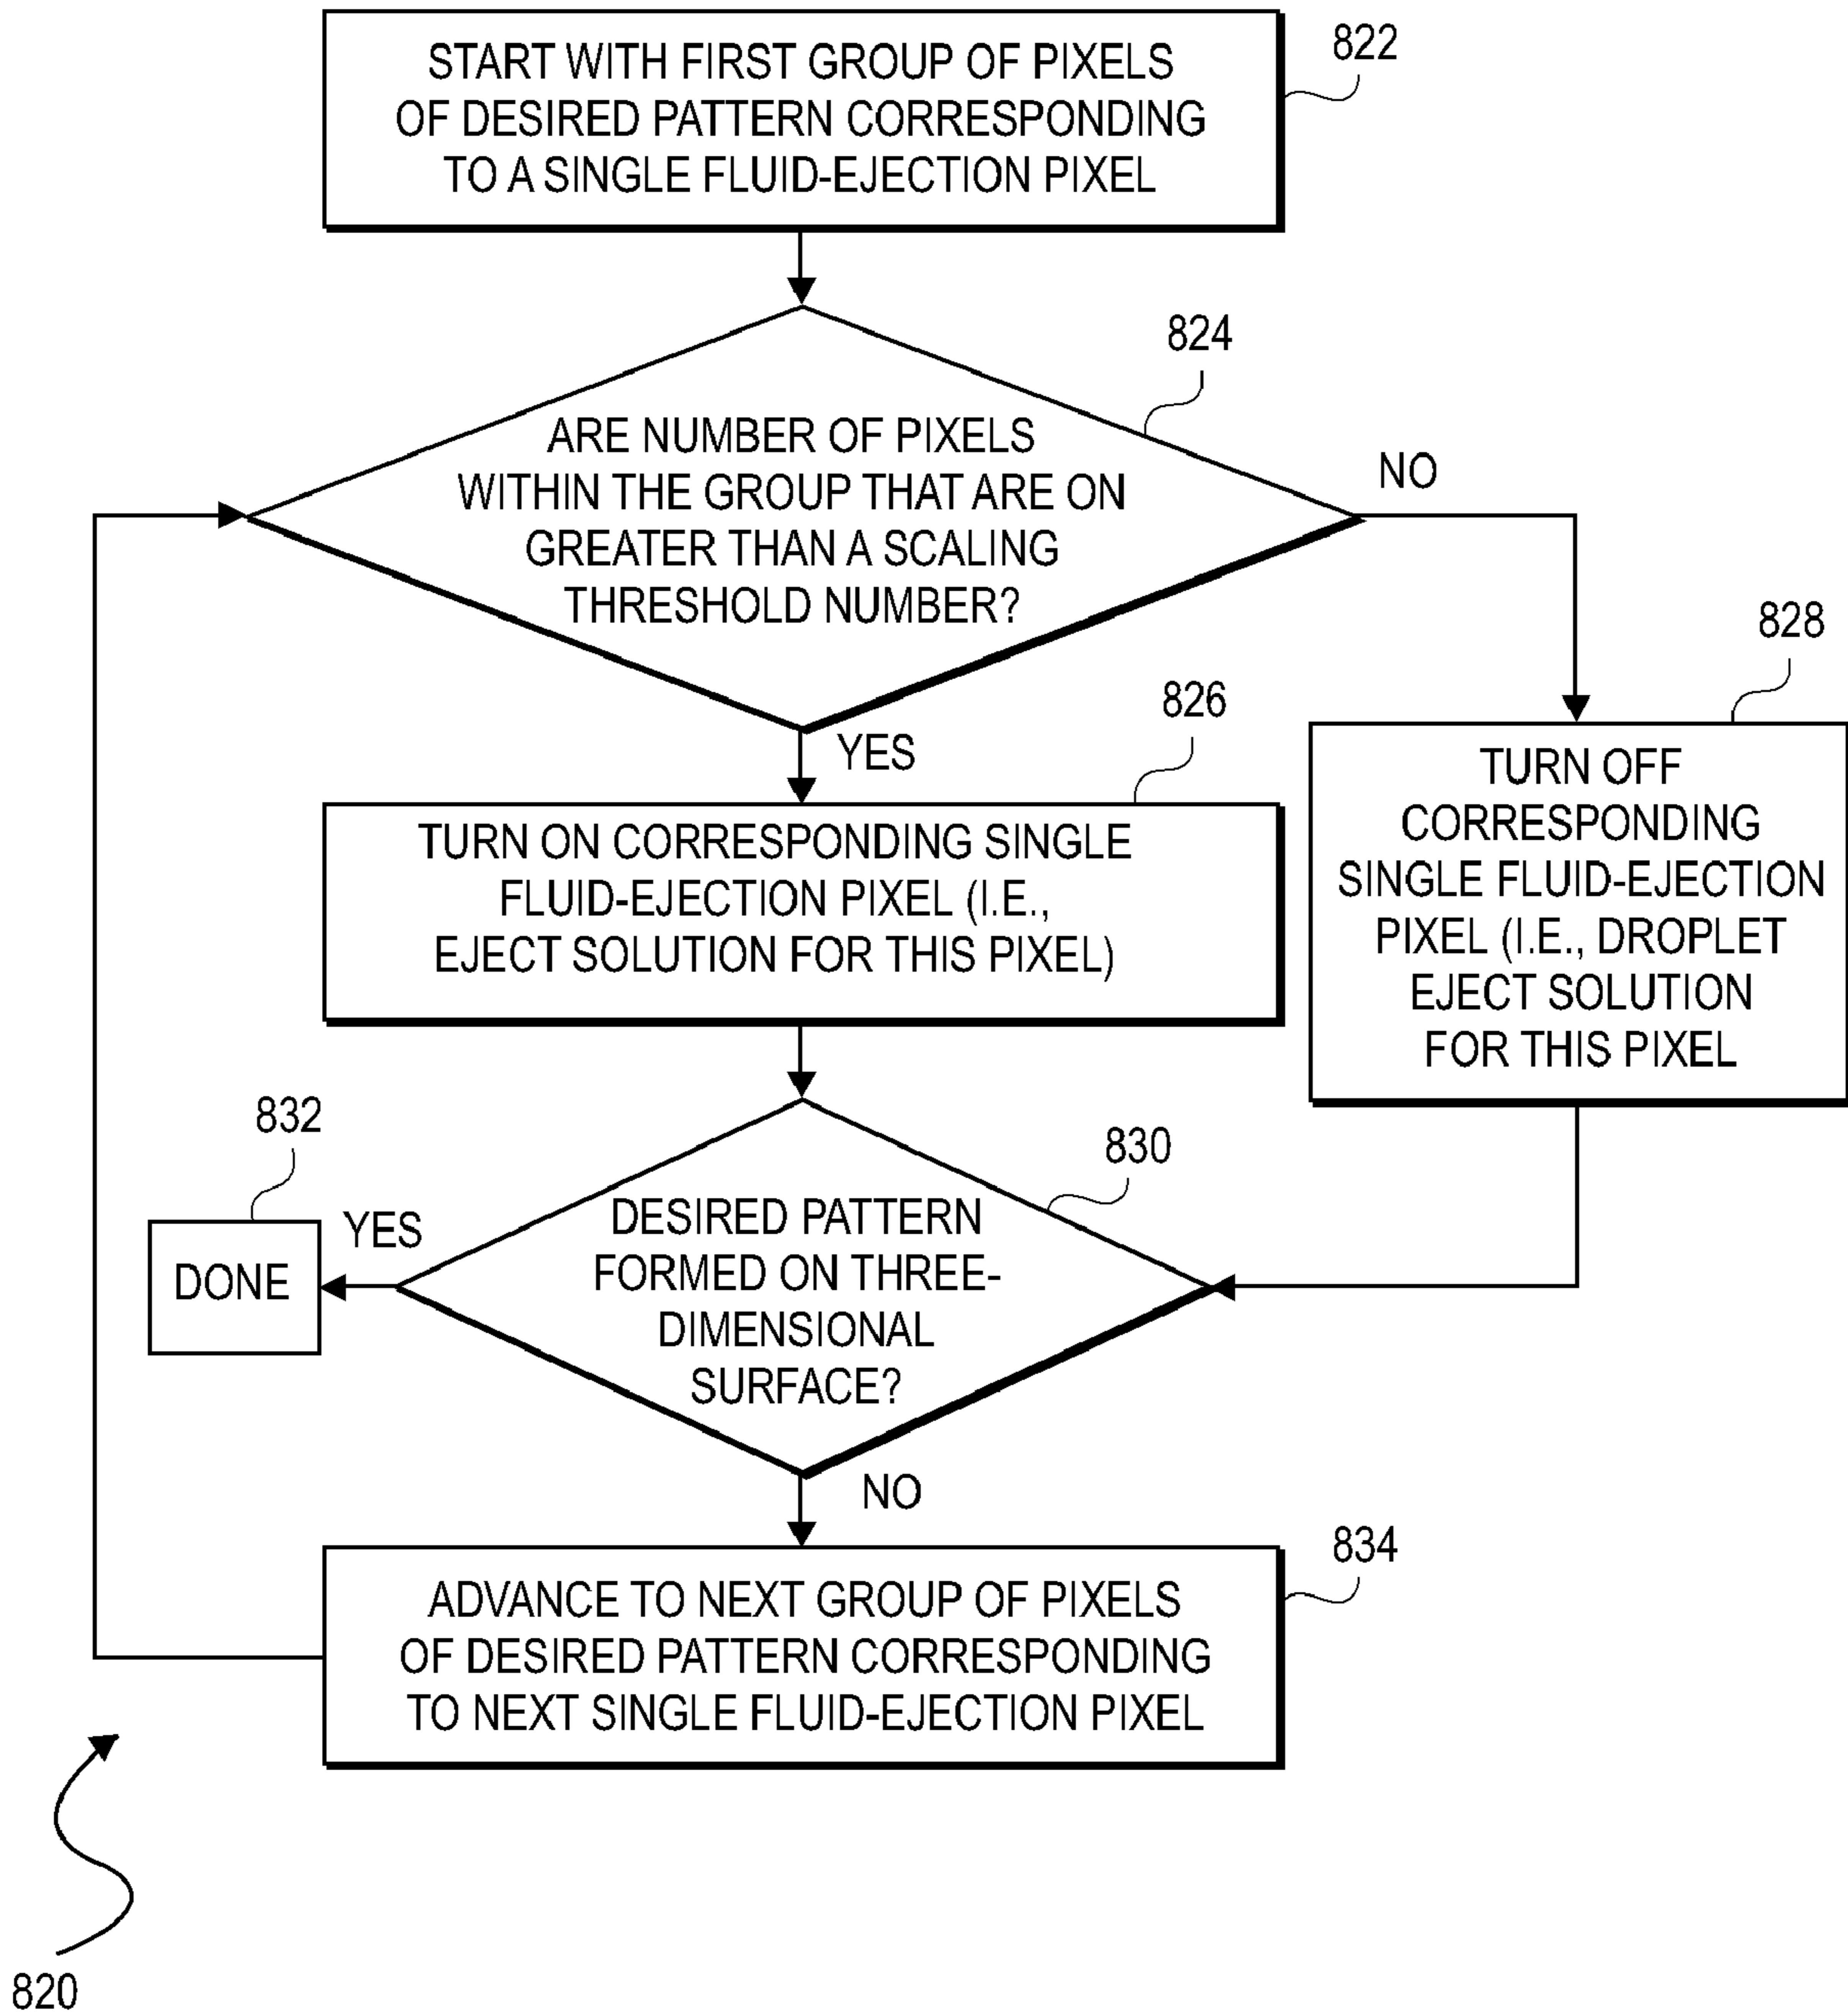 START WITH FIRST GROUP OF PIXELS
OF DESIRED PATTERN CORRESPONDING
TO A SINGLE FLUID-EJECTION PIXEL
822
824
ARE NUMBER OF PIXELS
WITHIN THE GROUP THAT ARE ON
GREATER THAN A SCALING
THRESHOLD NUMBER?
NO
YES
826
TURN ON CORRESPONDING SINGLE
FLUID-EJECTION PIXEL (I.E.,
EJECT SOLUTION FOR THIS PIXEL)
828
TURN OFF
CORRESPONDING
SINGLE FLUID-EJECTION
PIXEL (I.E., DROPLET
EJECT SOLUTION
FOR THIS PIXEL
830
DESIRED PATTERN
FORMED ON THREE-
DIMENSIONAL
SURFACE?
YES
832
DONE
NO
834
ADVANCE TO NEXT GROUP OF PIXELS
OF DESIRED PATTERN CORRESPONDING
TO NEXT SINGLE FLUID-EJECTION PIXEL
820